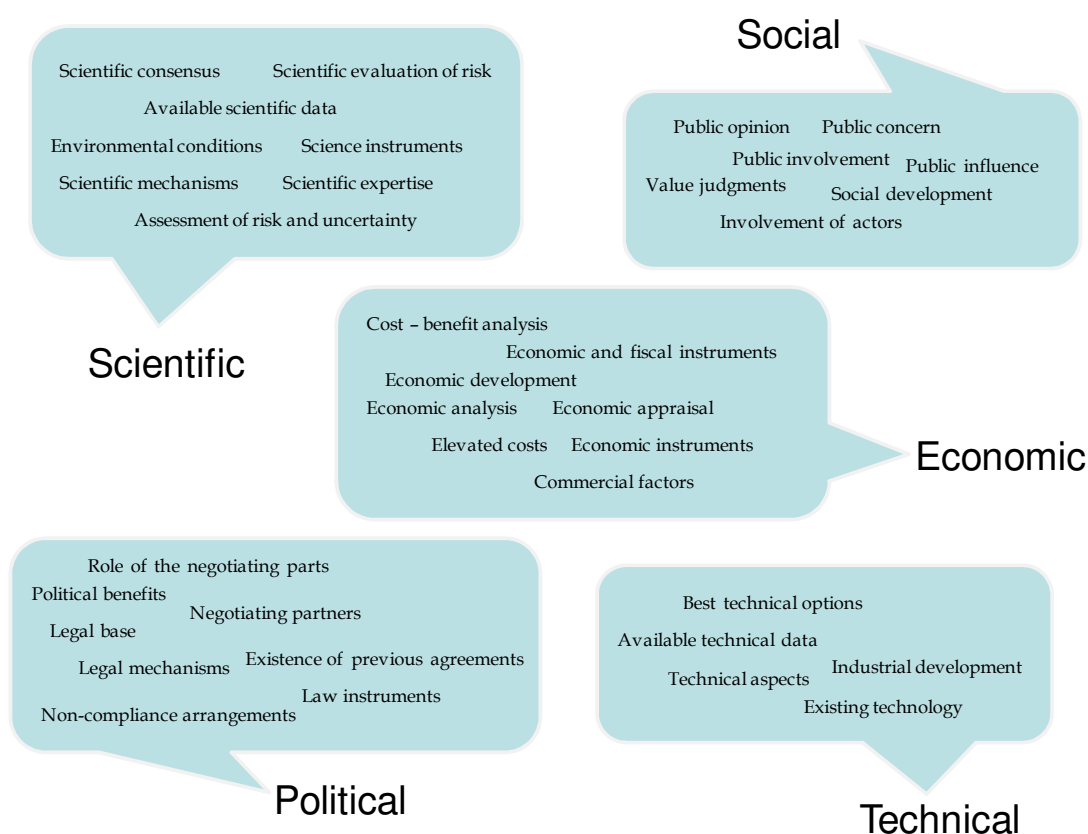 Scientific consensus
Scientific evaluation of risk
Available scientific data
Environmental conditions
Science instruments
Scientific mechanisms
Scientific expertise
Assessment of risk and uncertainty
Scientific
Social
Public opinion
Public concern
Public involvement
Public influence
Value judgments
Social development
Involvement of actors
Cost – benefit analysis
Economic and fiscal instruments
Economic development
Economic analysis
Economic appraisal
Elevated costs
Economic instruments
Commercial factors
Economic
Role of the negotiating parts
Political benefits
Negotiating partners
Legal base
Legal mechanisms
Existence of previous agreements
Law instruments
Non-compliance arrangements
Political
Best technical options
Available technical data
Technical aspects
Industrial development
Existing technology
Technical